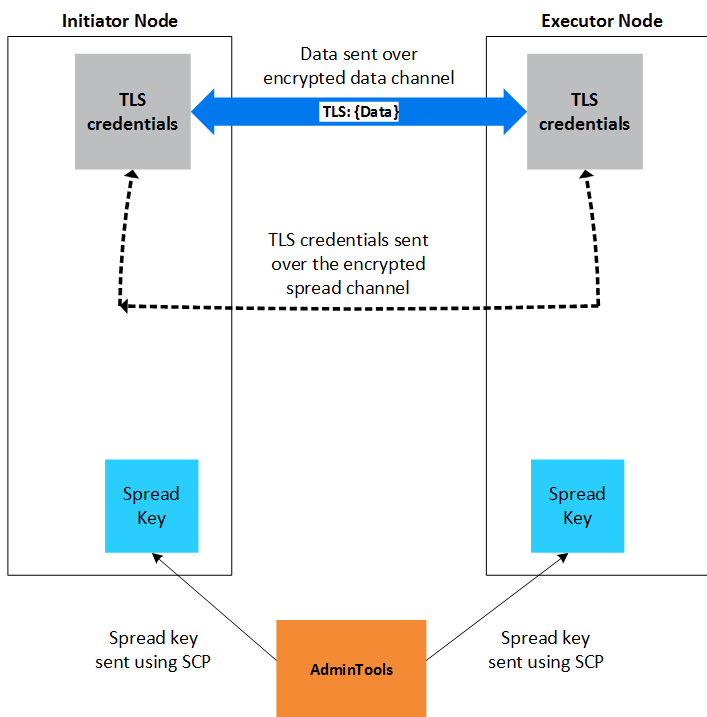 Initiator Node
Executor Node
Data sent over
encrypted data channel
TLS
credentials
TLS: {Data}
TLS
credentials
TLS credentials sent
over the encrypted
spread channel
Spread
Key
Spread
Key
Spread key
sent using SCP
AdminTools
Spread key
sent using SCP